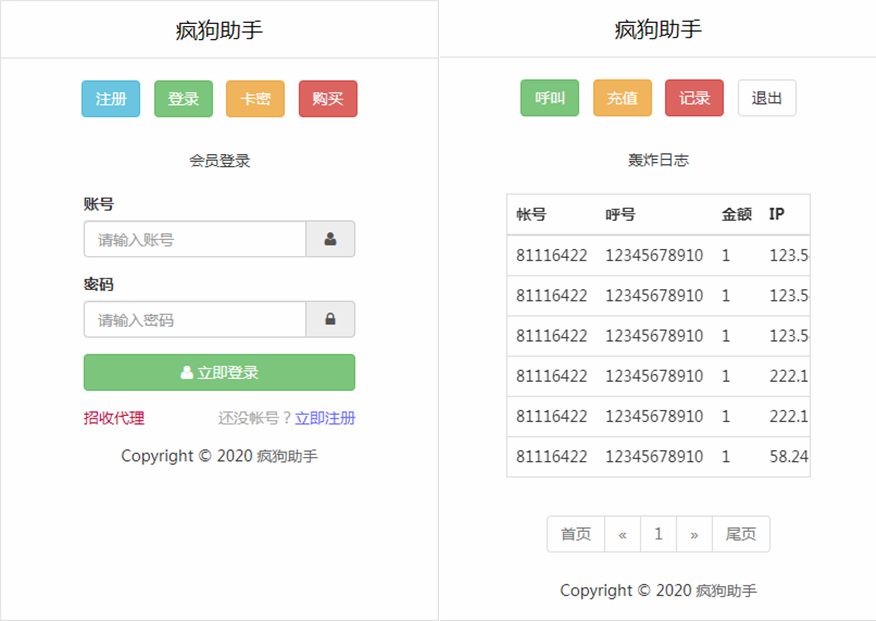 疯狗助手
注册 登录 卡密 购买
会员登录
账号
请输入账号
密码
请输入密码
立即登录
招收代理 还没帐号？立即注册
Copyright © 2020 疯狗助手
疯狗助手
呼叫 充值 记录 退出
轰炸日志
帐号 呼号 金额 IP
81116422 12345678910 1 123.5
81116422 12345678910 1 123.5
81116422 12345678910 1 123.5
81116422 12345678910 1 222.1
81116422 12345678910 1 222.1
81116422 12345678910 1 58.24
首页 « 1 » 尾页
Copyright © 2020 疯狗助手